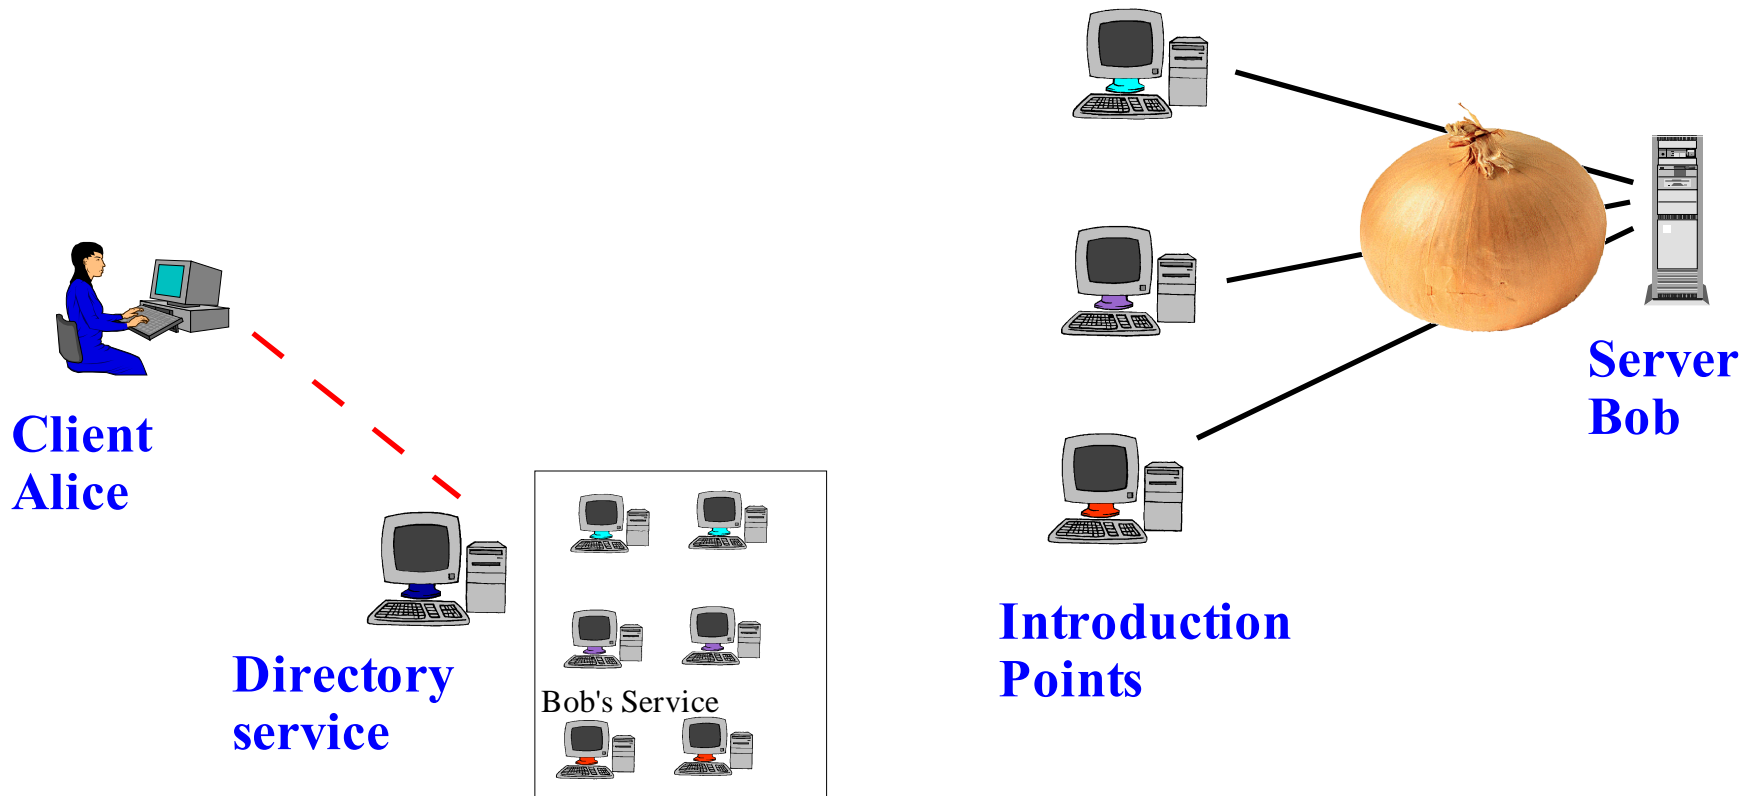 Client
Alice
Directory
service
Bob's Service
Introduction
Points
Server
Bob